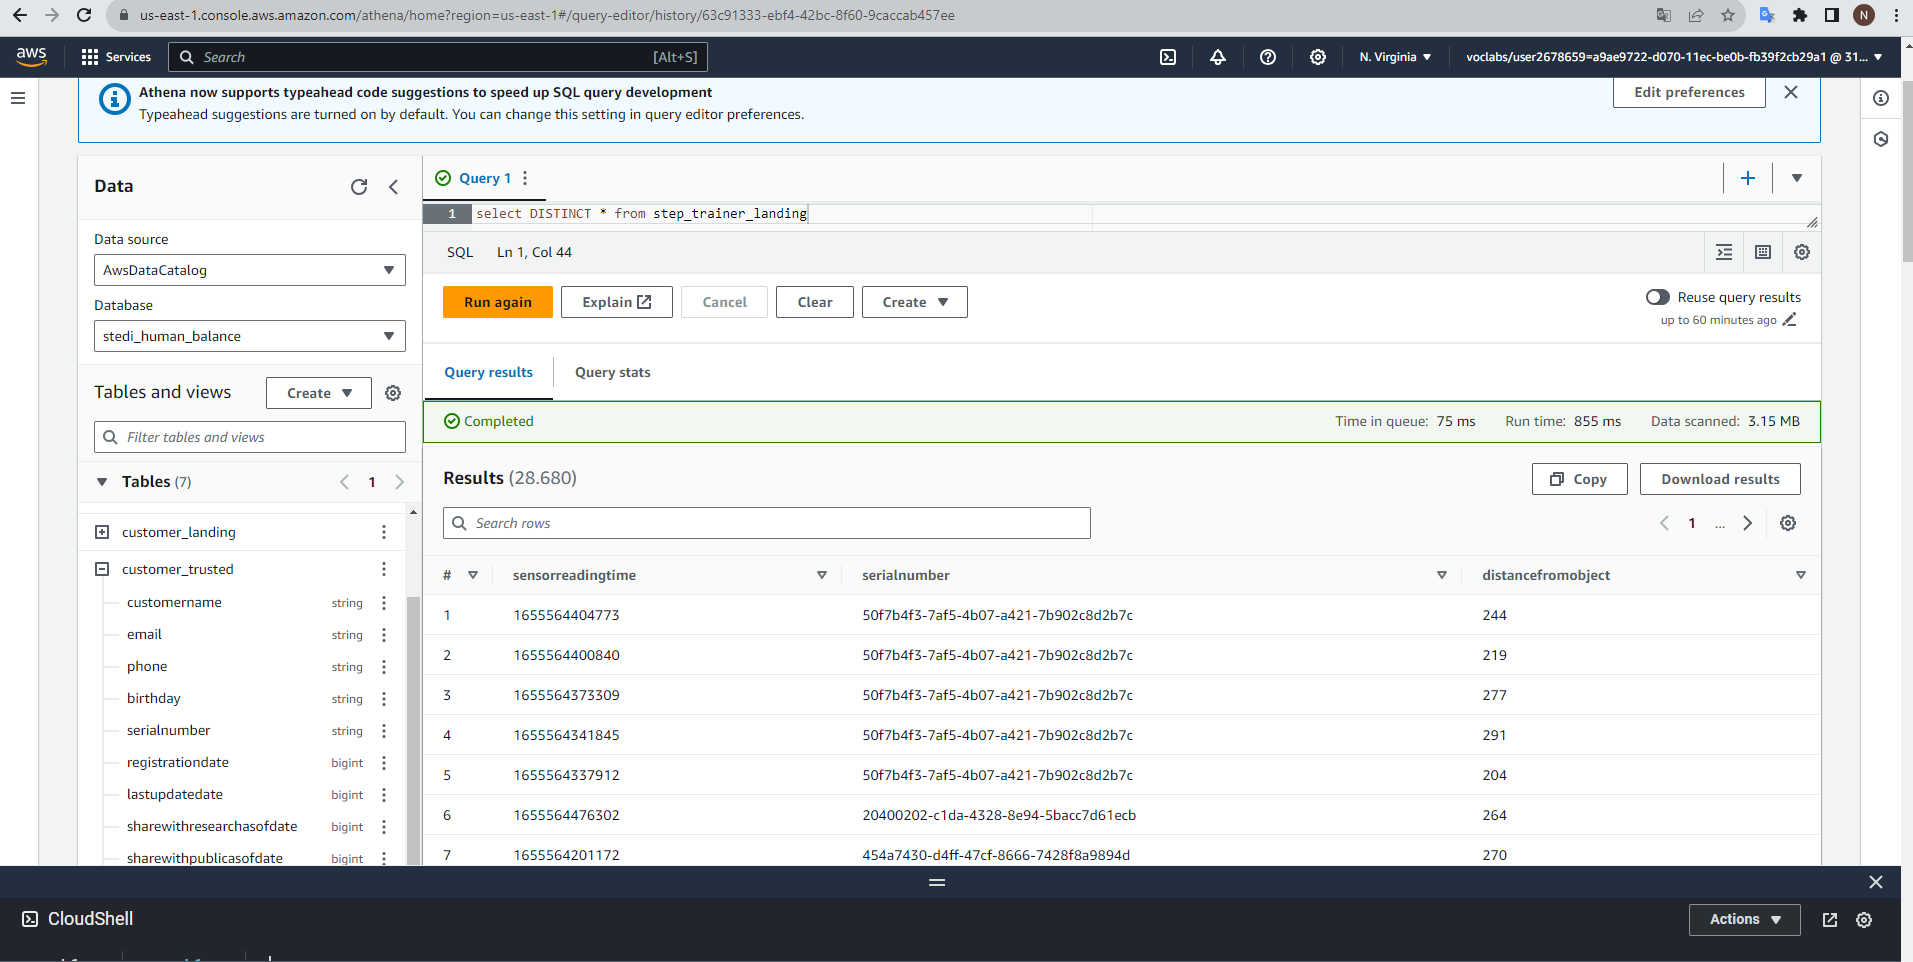 us-east-1.console.aws.amazon.com/athena/home?region=us-east-1#/query-editor/history/63c91333-ebf4-42bc-8f60-9caccab457ee
N
aws
Services
Search
[Alt+S]
N. Virginia
voclabs/user2678659=a9ae9722-d070-11ec-be0b-fb39f2cb29a1 @ 31...
Athena now supports typeahead code suggestions to speed up SQL query development
Typeahead suggestions are turned on by default. You can change this setting in query editor preferences.
Edit preferences
Data
Data source
AwsDataCatalog
Database
stedi_human_balance
Tables and views
Create
Filter tables and views
Tables (7)
1
customer_landing
customer_trusted
customername string
email string
phone string
birthday string
serialnumber string
registrationdate bigint
lastupdatedate bigint
sharewithresearchasofdate bigint
sharewithpublicasofdate bigint
Query 1
1 select DISTINCT * from step_trainer_landing
SQL Ln 1, Col 44
Run again
Explain
Cancel
Clear
Create
Reuse query results
up to 60 minutes ago
Query results
Query stats
Completed
Time in queue: 75 ms Run time: 855 ms Data scanned: 3.15 MB
Results (28.680)
Copy
Download results
Search rows
1 ...
# sensorreadingtime serialnumber distancefromobject
1 1655564404773 50f7b4f3-7af5-4b07-a421-7b902c8d2b7c 244
2 1655564400840 50f7b4f3-7af5-4b07-a421-7b902c8d2b7c 219
3 1655564373309 50f7b4f3-7af5-4b07-a421-7b902c8d2b7c 277
4 1655564341845 50f7b4f3-7af5-4b07-a421-7b902c8d2b7c 291
5 1655564337912 50f7b4f3-7af5-4b07-a421-7b902c8d2b7c 204
6 1655564476302 20400202-c1da-4328-8e94-5bacc7d61ecb 264
7 1655564201172 454a7430-d4ff-47cf-8666-7428f8a9894d 270
CloudShell
Actions